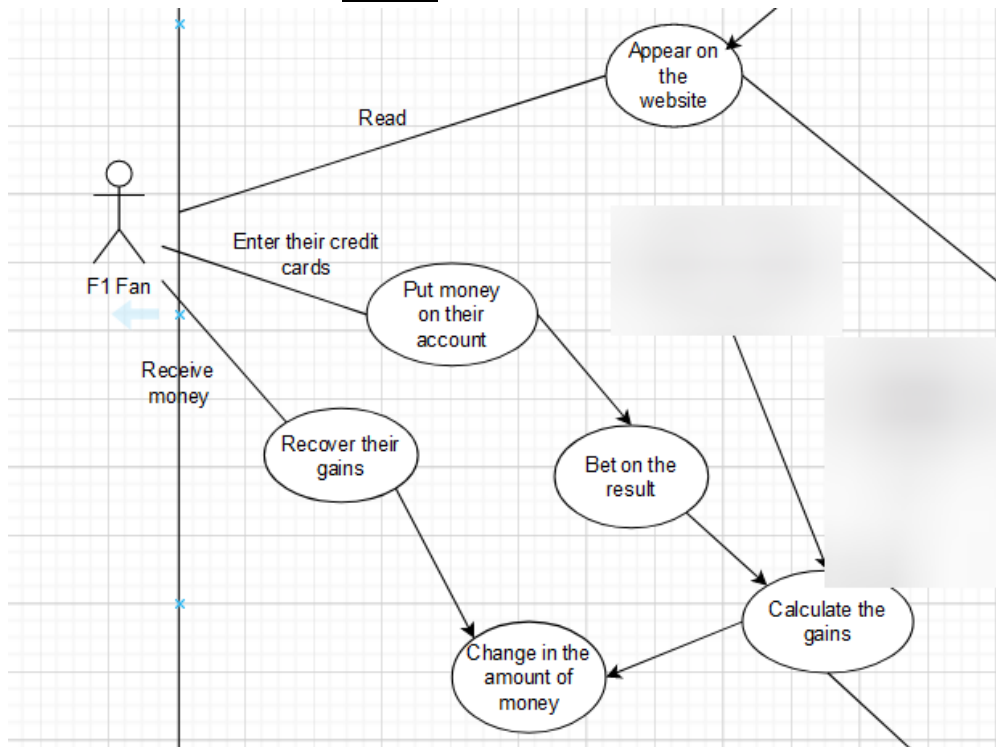 Appear on
the
website
Read
Enter their credit
cards
F1 Fan
Put money
on their
account
Receive
money
Recover their
gains
Bet on the
result
Calculate the
gains
Change in the
amount of
money